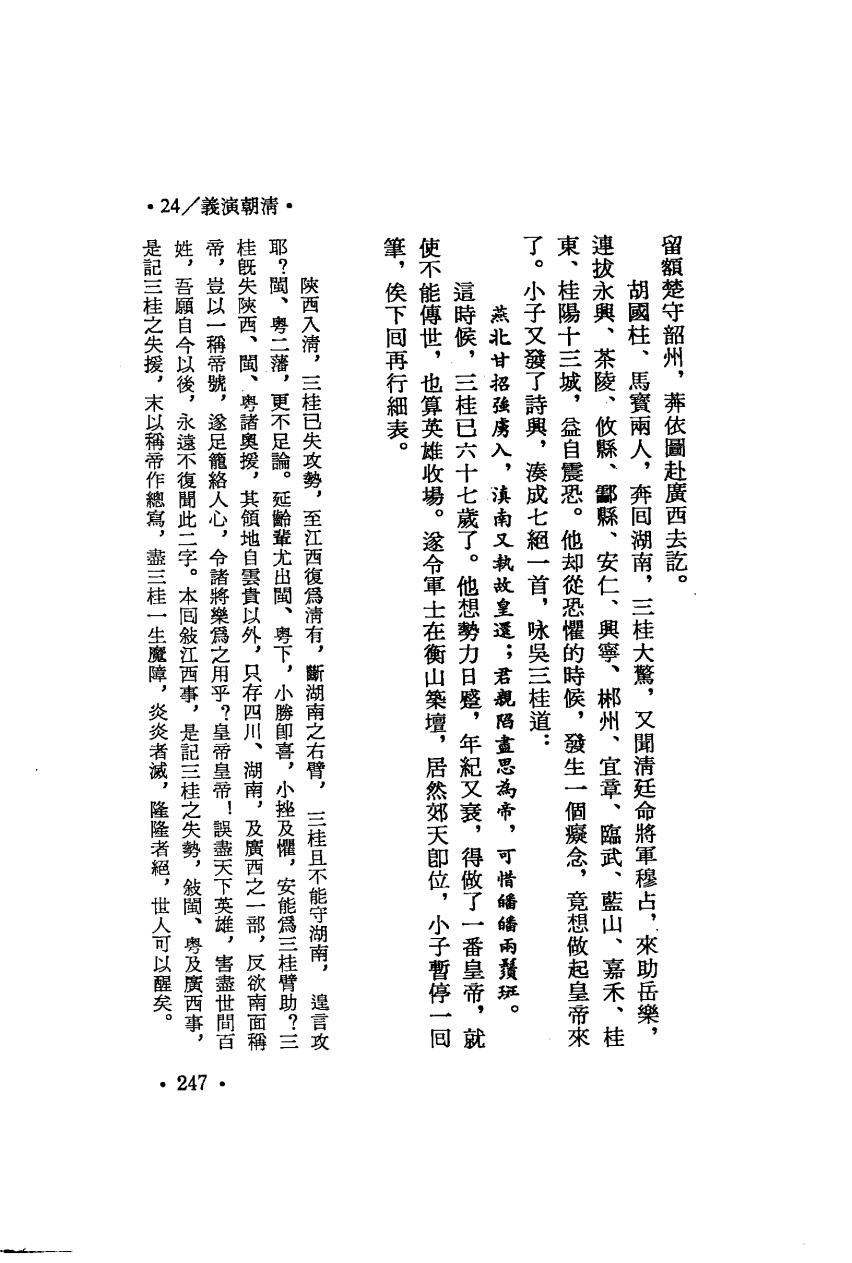 •24/義演朝清•
留額楚守韶州，莽依圖赴廣西去訖。
胡國柱、馬寶兩人，奔回湖南，三桂大驚，又聞清廷命將軍穆占，來助岳樂，
連拔永興、茶陵、攸縣、酃縣、安仁、興寧、郴州、宜章、臨武、藍山、嘉禾、桂
東、桂陽十三城，益自震恐。他却從恐懼的時候，發生一個癡念，竟想做起皇帝來
了。小子又發了詩興，湊成七絕一首，咏吳三桂道：
燕北甘招強虜入，滇南又執故皇還；君親陷盡思為帝，可惜皤皤兩鬢斑。
這時候，三桂已六十七歲了。他想勢力日蹙，年紀又衰，得做了一番皇帝，就
使不能傳世，也算英雄收場。遂令軍士在衡山築壇，居然郊天卽位，小子暫停一回
筆，俟下回再行細表。
陝西入清，三桂已失攻勢，至江西復爲清有，斷湖南之右臂，三桂且不能守湖南，遑言攻
耶？閩、粵二藩，更不足論。延齡輩尤出閩、粵下，小勝卽喜，小挫及懼，安能爲三桂臂助？三
桂旣失陝西、閩、粵諸奧援，其領地自雲貴以外，只存四川、湖南，及廣西之一部，反欲南面稱
帝，豈以一稱帝號，遂足籠絡人心，令諸將樂爲之用乎？皇帝皇帝！誤盡天下英雄，害盡世間百
姓，吾願自今以後，永遠不復聞此二字。本回敍江西事，是記三桂之失勢，敍閩、粵及廣西事，
是記三桂之失援，末以稱帝作總寫，盡三桂一生魔障，炎炎者滅，隆隆者絕，世人可以醒矣。
•247•